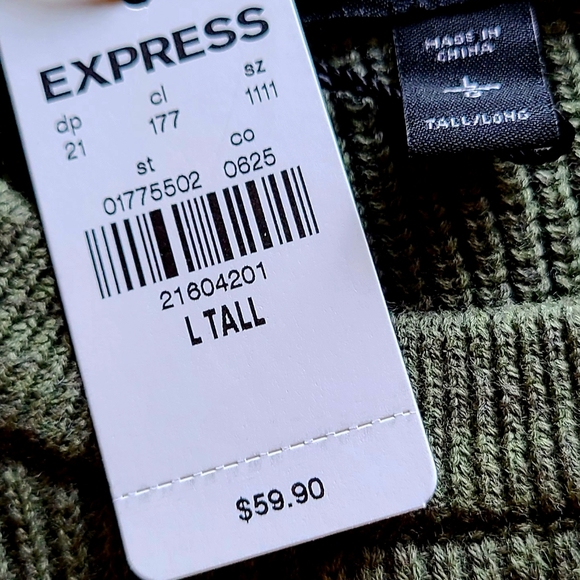 EXPRESS
dp cl sz
21 177 1111
st co
01775502 0625
21604201
L TALL
$59.90
MADE IN
CHINA
L
TALL/LONG